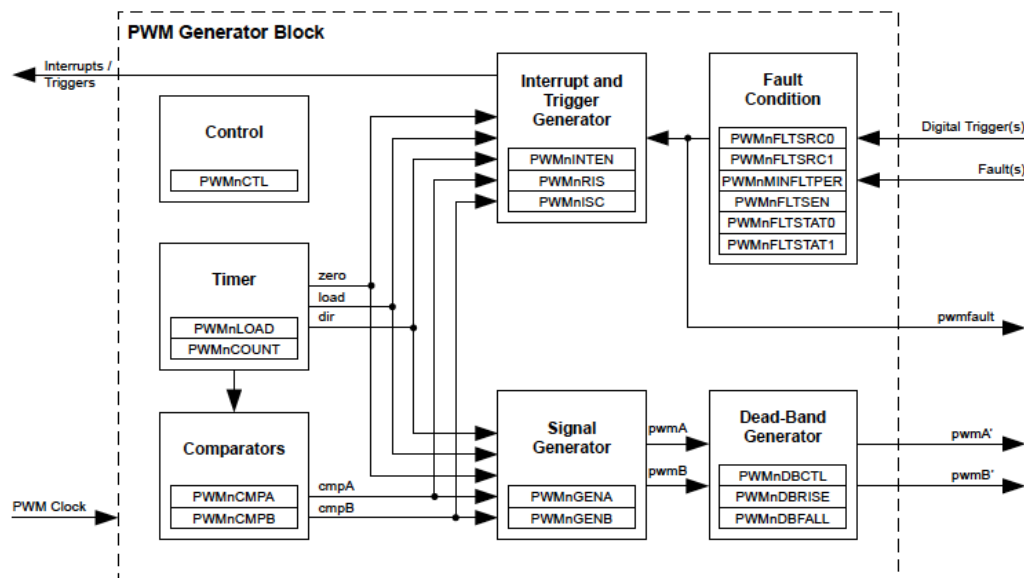 PWM Generator Block
Interrupts /
Triggers
Control
PWMnCTL
Interrupt and
Trigger
Generator
PWMnINTEN
PWMnRIS
PWMnISC
Fault
Condition
PWMnFLTSRC0
PWMnFLTSRC1
PWMnMINFLTPER
PWMnFLTSEN
PWMnFLTSTAT0
PWMnFLTSTAT1
Digital Trigger(s)
Fault(s)
Timer
PWMnLOAD
PWMnCOUNT
zero
load
dir
pwmfault
Comparators
PWMnCMPA
PWMnCMPB
cmpA
cmpB
Signal
Generator
PWMnGENA
PWMnGENB
pwmA
pwmB
Dead-Band
Generator
PWMnDBCTL
PWMnDBRISE
PWMnDBFALL
pwmA'
pwmB'
PWM Clock